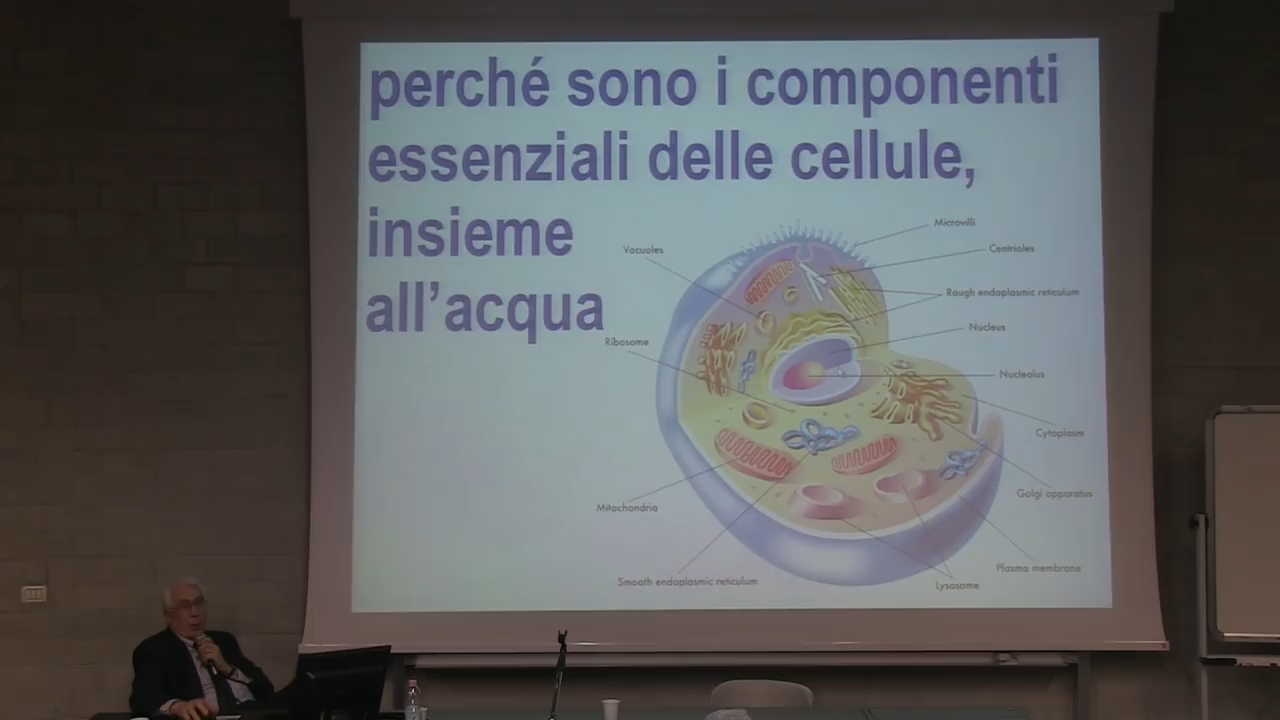 perché sono i componenti
essenziali delle cellule,
insieme
all'acqua
Microvilli
Vacuoles
Centrioles
Rough endoplasmic reticulum
Nucleus
Ribosome
Nucleolus
Cytoplasm
Golgi apparatus
Mitochondria
Plasma membrane
Smooth endoplasmic reticulum
Lysosome